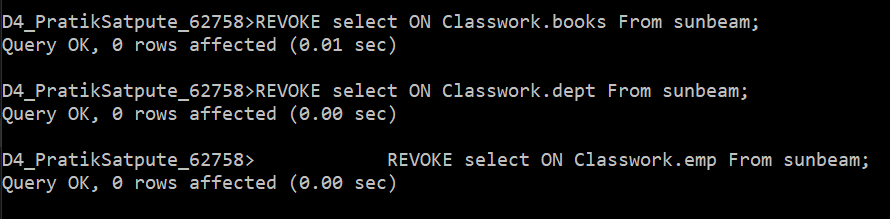 D4_PratikSatpute_62758>REVOKE select ON Classwork.books From sunbeam;
Query OK, 0 rows affected (0.01 sec)
D4_PratikSatpute_62758>REVOKE select ON Classwork.dept From sunbeam;
Query OK, 0 rows affected (0.00 sec)
D4_PratikSatpute_62758>            REVOKE select ON Classwork.emp From sunbeam;
Query OK, 0 rows affected (0.00 sec)